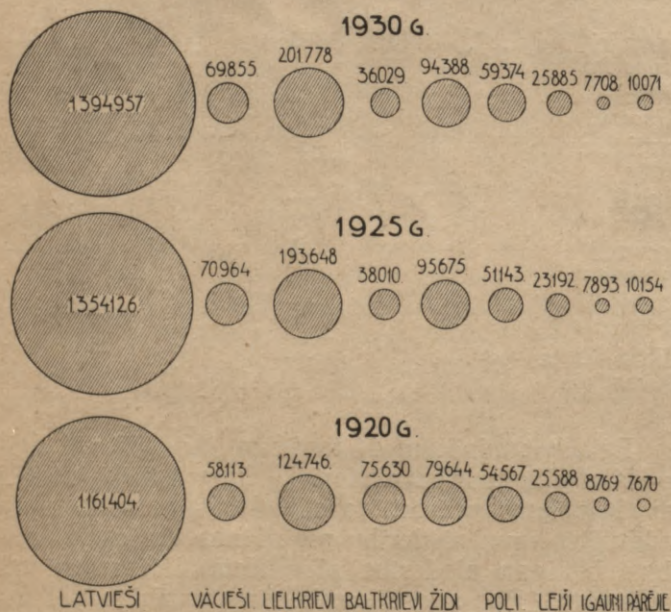 1930 G.
1394957 69855 201778 36029 94388 59374 25885 7708 10071
1925 G.
1354126. 70964 193648 38010 95675 51143 23192 7893 10154
1920 G.
1161404. 58113 124746. 75630 79644 54567 25588 8769 7670
LATVIEŠI VĀCIEŠI LIELKRIEVI BALTKRIEVI ŽĪDI POLI LEIŠI IGAUŅI PĀRĒJIE